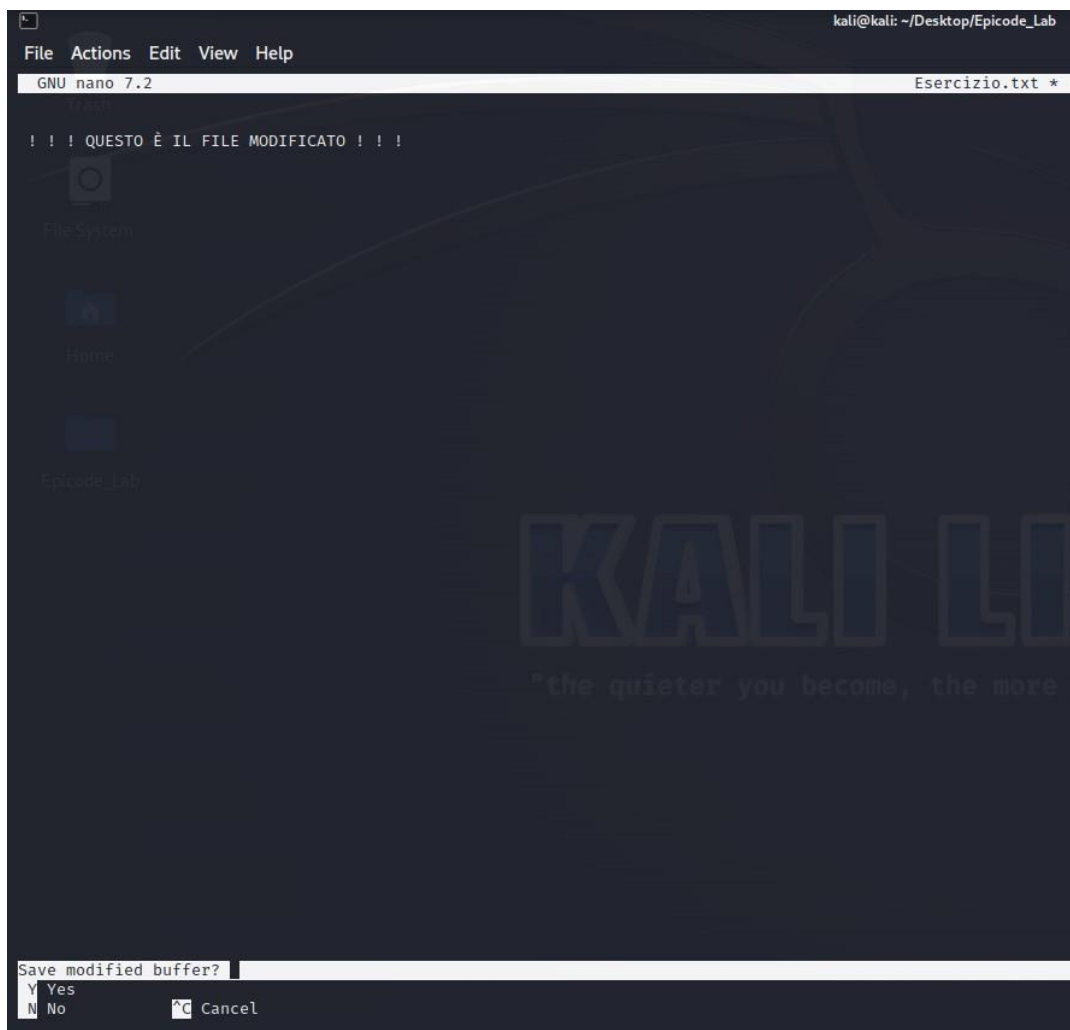 kali@kali: ~/Desktop/Epicode_Lab
File Actions Edit View Help
GNU nano 7.2 Esercizio.txt *
Trash
! ! ! QUESTO È IL FILE MODIFICATO ! ! !
File System
Home
Epicode_Lab
KALI LI
"the quieter you become, the more
Save modified buffer?
Y Yes
N No ^C Cancel